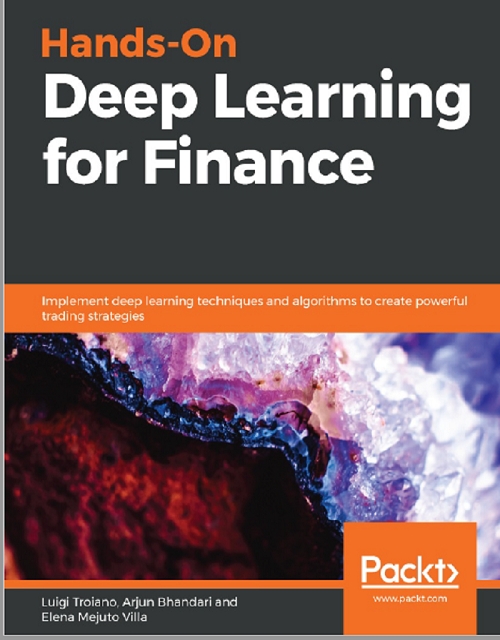 Hands-On
Deep Learning
for Finance
Implement deep learning techniques and algorithms to create powerful
trading strategies
Packt>
www.packt.com
Luigi Troiano, Arjun Bhandari and
Elena Mejuto Villa